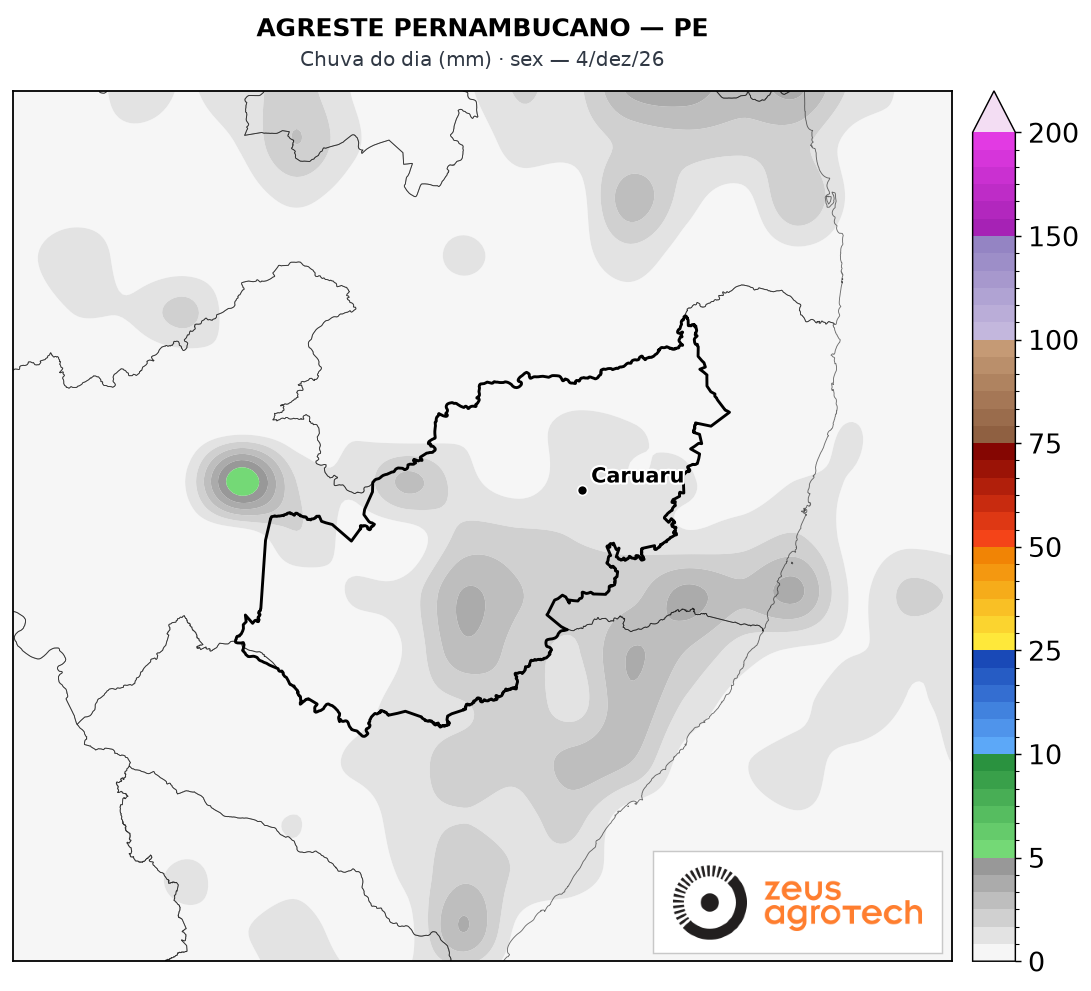 AGRESTE PERNAMBUCANO — PE
Chuva do dia (mm) · sex — 4/dez/26
Caruaru
200
150
100
75
50
25
10
5
0
zeus
agrotech